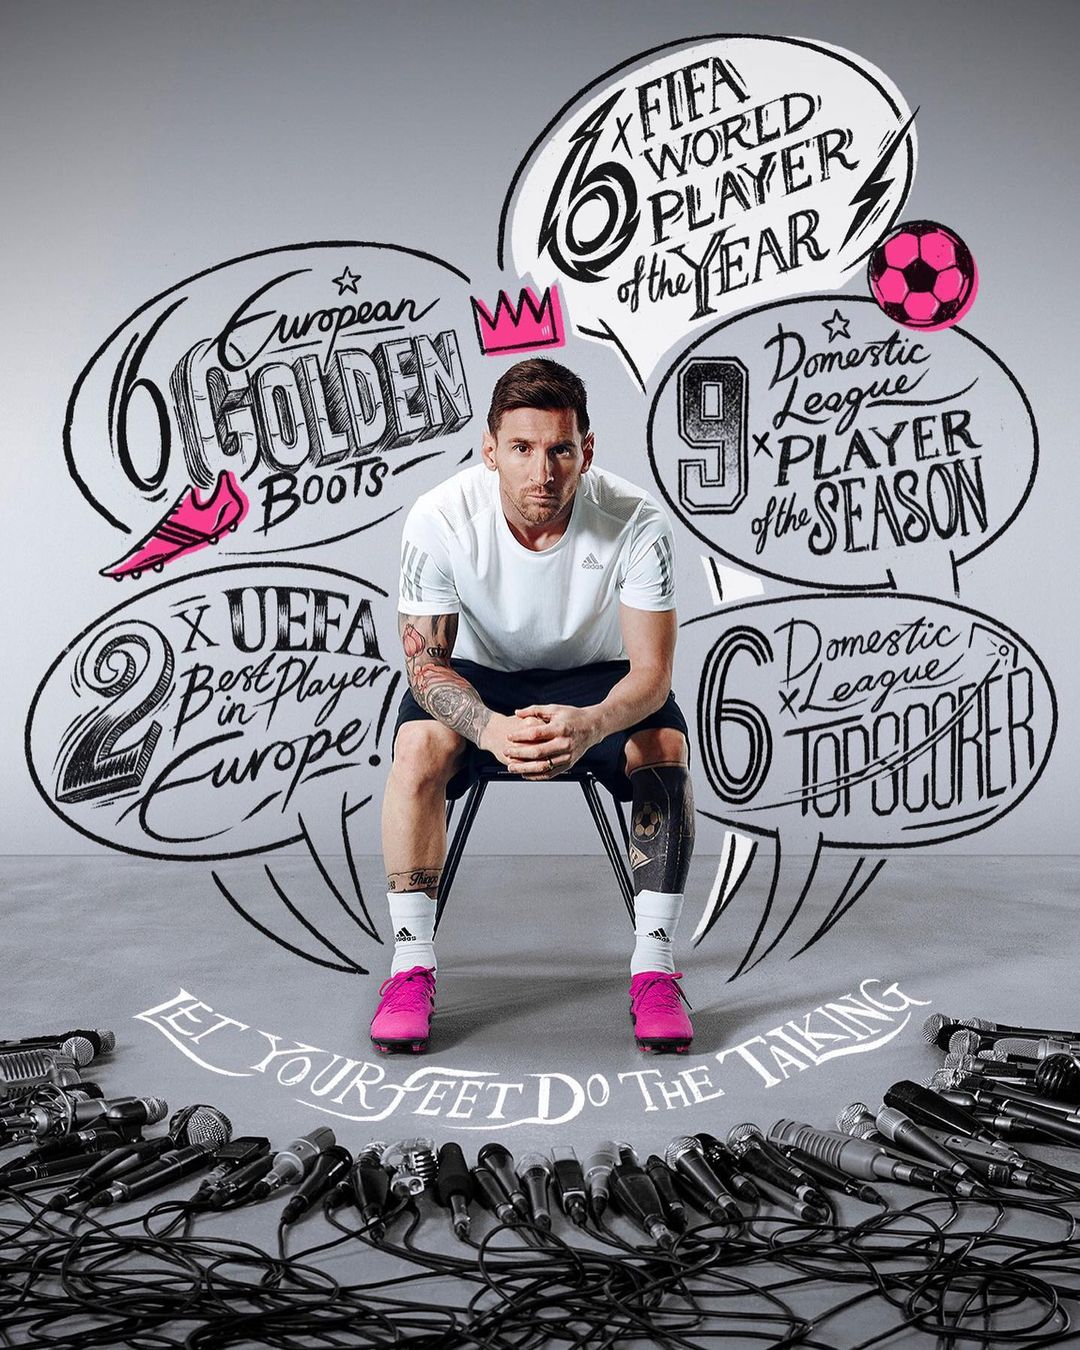 6 x FIFA
WORLD
PLAYER
of the YEAR
6 European
GOLDEN
BOOTS
9 x Domestic
League
PLAYER
of the SEASON
2 X UEFA
Best Player
in
Europe!
6 x Domestic
League
TOPSCORER
adidas
Thiago
adidas
adidas
LET YOUR FEET DO THE TALKING